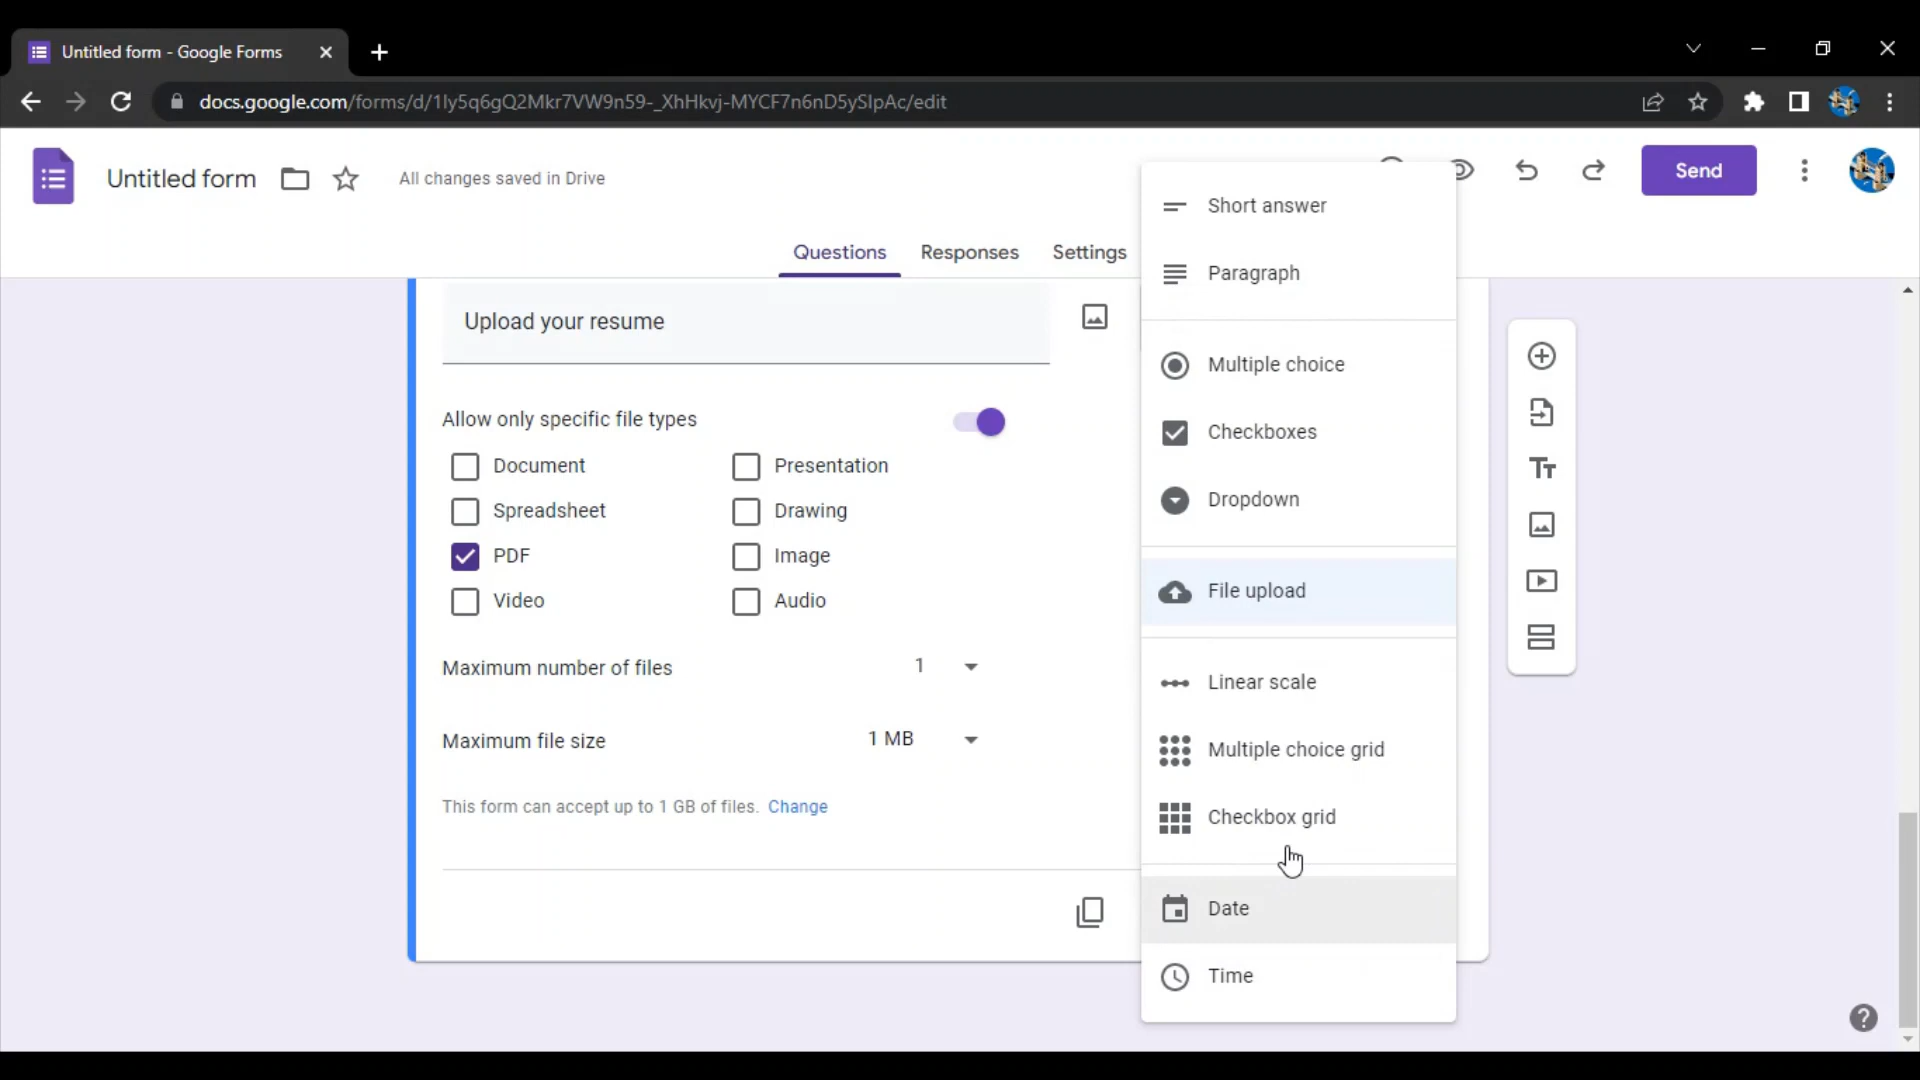 Untitled form - Google Forms
docs.google.com/forms/d/1Iy5q6gQ2Mkr7VW9n59-_XhHkvj-MYCF7n6nD5ySIpAc/edit
Untitled form
All changes saved in Drive
Send
Questions
Responses
Settings
Upload your resume
Allow only specific file types
Document
Presentation
Spreadsheet
Drawing
PDF
Image
Video
Audio
Maximum number of files
1
Maximum file size
1 MB
This form can accept up to 1 GB of files. Change
Short answer
Paragraph
Multiple choice
Checkboxes
Dropdown
File upload
Linear scale
Multiple choice grid
Checkbox grid
Date
Time